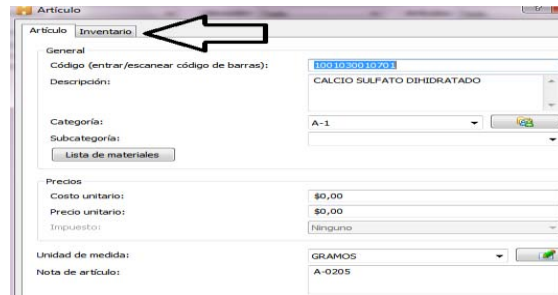 Artículo
Artículo Inventario
General
Código (entrar/escanear código de barras): 1001030010701
Descripción: CALCIO SULFATO DIHIDRATADO
Categoría: A-1
Subcategoría:
Lista de materiales
Precios
Costo unitario: $0,00
Precio unitario: $0,00
Impuesto: Ninguno
Unidad de medida: GRAMOS
Nota de artículo: A-0205